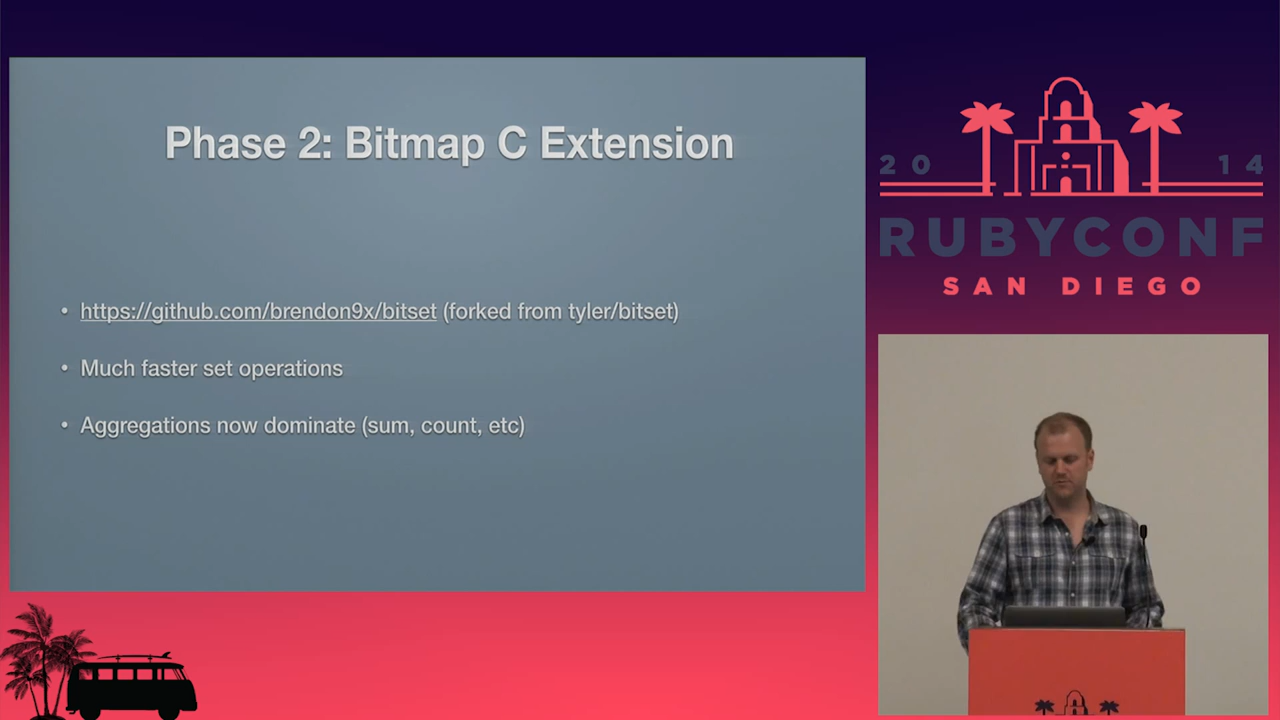 Phase 2: Bitmap C Extension
• https://github.com/brendon9x/bitset (forked from tyler/bitset)
• Much faster set operations
• Aggregations now dominate (sum, count, etc)
20 14
RUBYCONF
SAN DIEGO